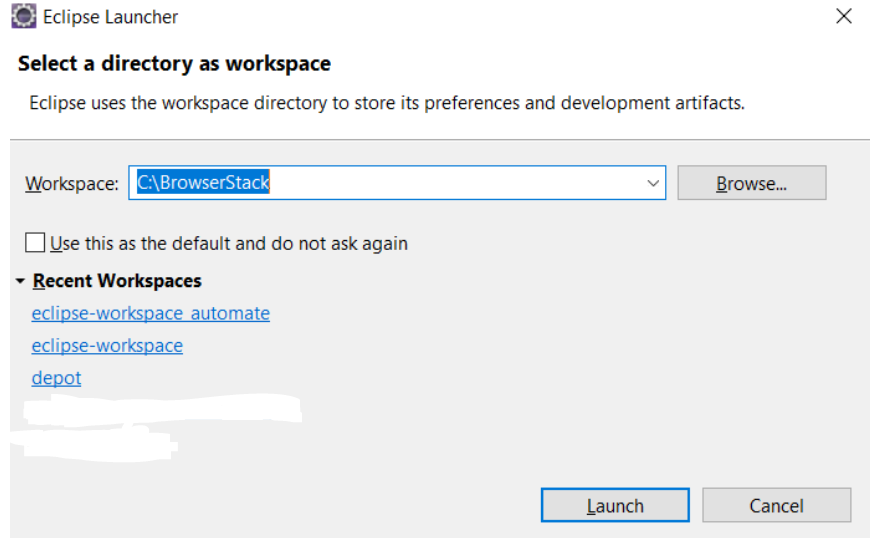 Eclipse Launcher
Select a directory as workspace
Eclipse uses the workspace directory to store its preferences and development artifacts.
Workspace: C:\BrowserStack Browse...
Use this as the default and do not ask again
Recent Workspaces
eclipse-workspace_automate
eclipse-workspace
depot
Launch Cancel